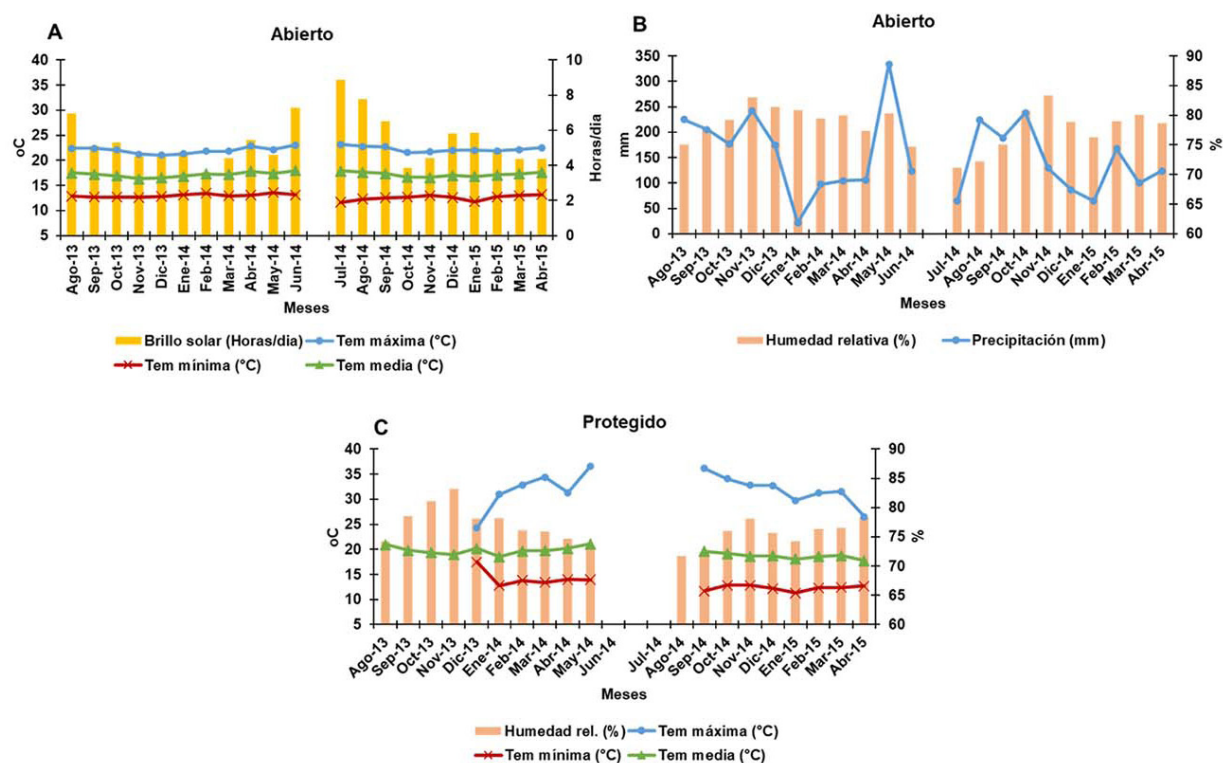 A
Abierto
40
35
30
25
20
15
10
5
oC
10
8
6
4
2
0
Horas/dia
Ago-13
Sep-13
Oct-13
Nov-13
Dic-13
Ene-14
Feb-14
Mar-14
Abr-14
May-14
Jun-14
Jul-14
Ago-14
Sep-14
Oct-14
Nov-14
Dic-14
Ene-15
Feb-15
Mar-15
Abr-15
Meses
Brillo solar (Horas/dia)
Tem máxima (°C)
Tem mínima (°C)
Tem media (°C)
B
Abierto
350
300
250
200
150
100
50
0
mm
90
85
80
75
70
65
60
%
Ago-13
Sep-13
Oct-13
Nov-13
Dic-13
Ene-14
Feb-14
Mar-14
Abr-14
May-14
Jun-14
Jul-14
Ago-14
Sep-14
Oct-14
Nov-14
Dic-14
Ene-15
Feb-15
Mar-15
Abr-15
Meses
Humedad relativa (%)
Precipitación (mm)
C
Protegido
40
35
30
25
20
15
10
5
oC
90
85
80
75
70
65
60
%
Ago-13
Sep-13
Oct-13
Nov-13
Dic-13
Ene-14
Feb-14
Mar-14
Abr-14
May-14
Jun-14
Jul-14
Ago-14
Sep-14
Oct-14
Nov-14
Dic-14
Ene-15
Feb-15
Mar-15
Abr-15
Meses
Humedad rel. (%)
Tem máxima (°C)
Tem mínima (°C)
Tem media (°C)